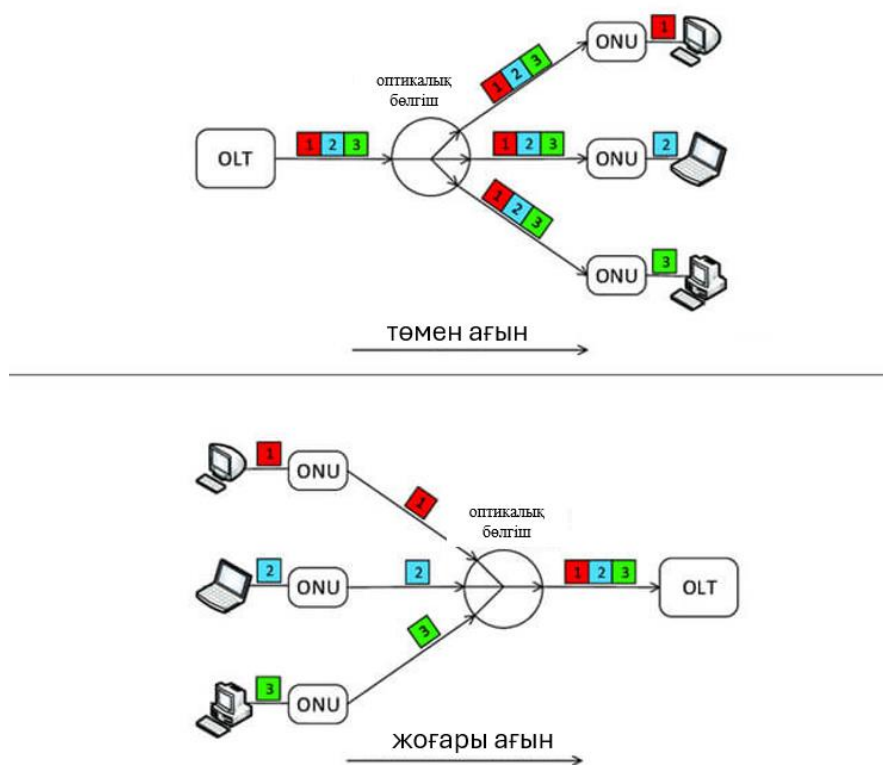 1
ONU
1 2 3
оптикалық
бөлгіш
OLT
1 2 3
1 2 3
ONU
2
1 2 3
ONU
3
төмен ағын
1
ONU
1
оптикалық
бөлгіш
2
ONU
2
1 2 3
OLT
3
3
ONU
жоғары ағын